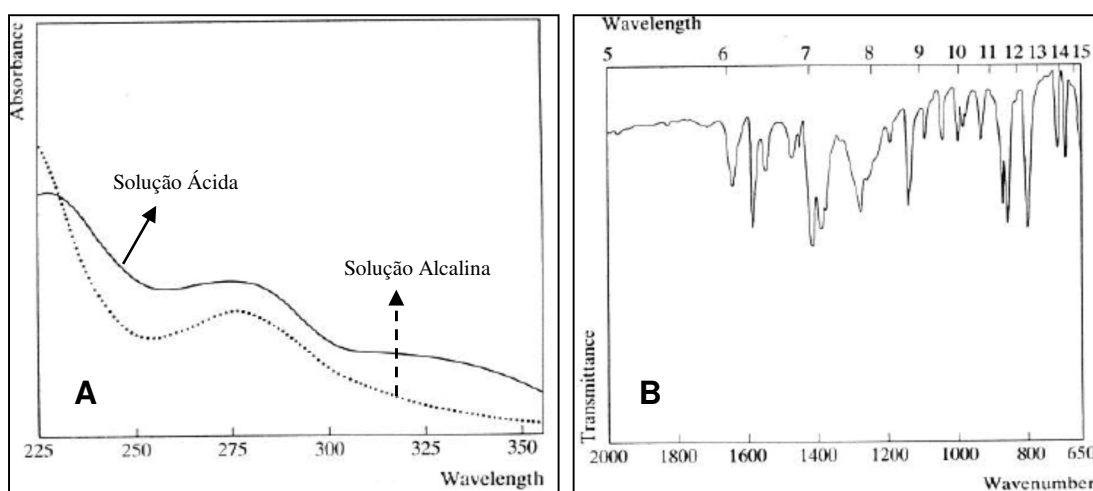 Absorbance
Solução Ácida
Solução Alcalina
A
225 250 275 300 325 350
Wavelength
Wavelength
5 6 7 8 9 10 11 12 13 14 15
B
Transmittance
2000 1800 1600 1400 1200 1000 800 650
Wavenumber